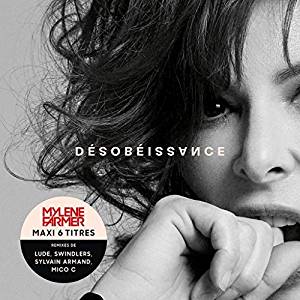 DÉSOBÉISSANCE
MYLENE
FARMER
MAXI 6 TITRES
REMIXES DE
LUDE, SWINDLERS,
SYLVAIN ARMAND,
MICO C